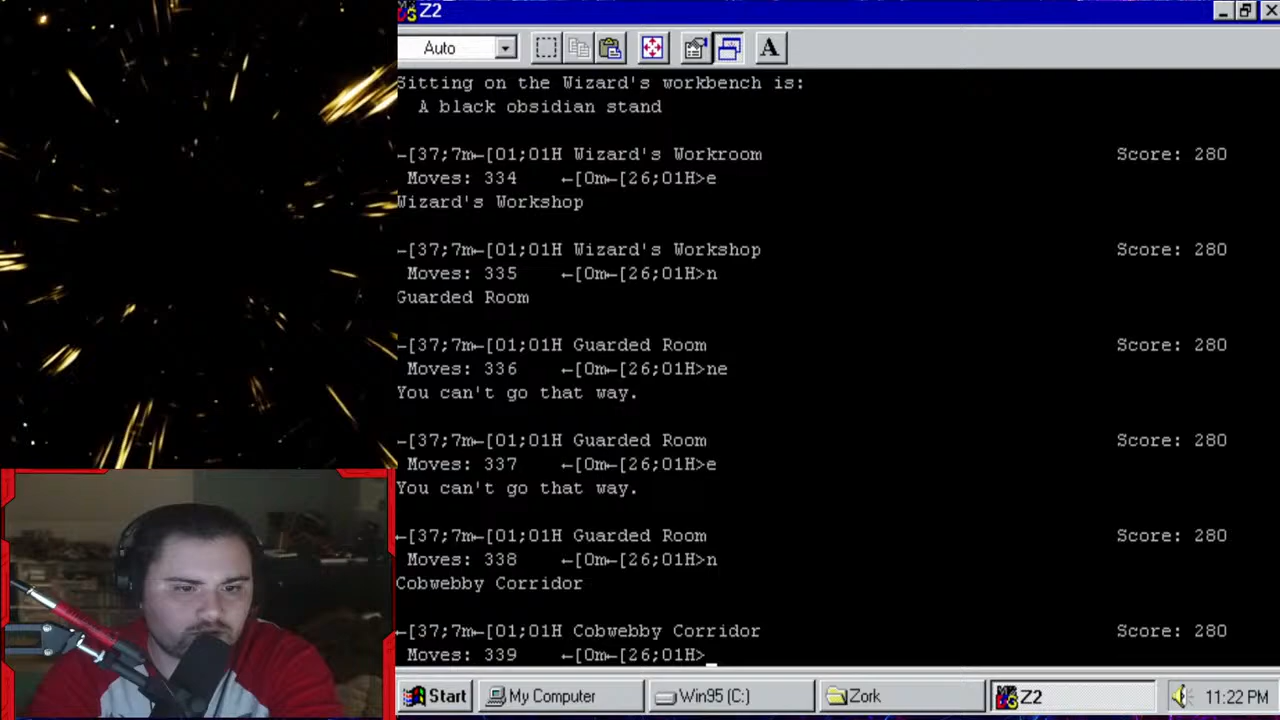 Z2
Auto
A
Sitting on the Wizard's workbench is:
A black obsidian stand
←[37;7m←[01;01H Wizard's Workroom Score: 280
Moves: 334 ←[0m←[26;01H>e
Wizard's Workshop
←[37;7m←[01;01H Wizard's Workshop Score: 280
Moves: 335 ←[0m←[26;01H>n
Guarded Room
←[37;7m←[01;01H Guarded Room Score: 280
Moves: 336 ←[0m←[26;01H>ne
You can't go that way.
←[37;7m←[01;01H Guarded Room Score: 280
Moves: 337 ←[0m←[26;01H>e
You can't go that way.
←[37;7m←[01;01H Guarded Room Score: 280
Moves: 338 ←[0m←[26;01H>n
Cobwebby Corridor
←[37;7m←[01;01H Cobwebby Corridor Score: 280
Moves: 339 ←[0m←[26;01H>_
Start My Computer Win95 (C:) Zork Z2 11:22 PM